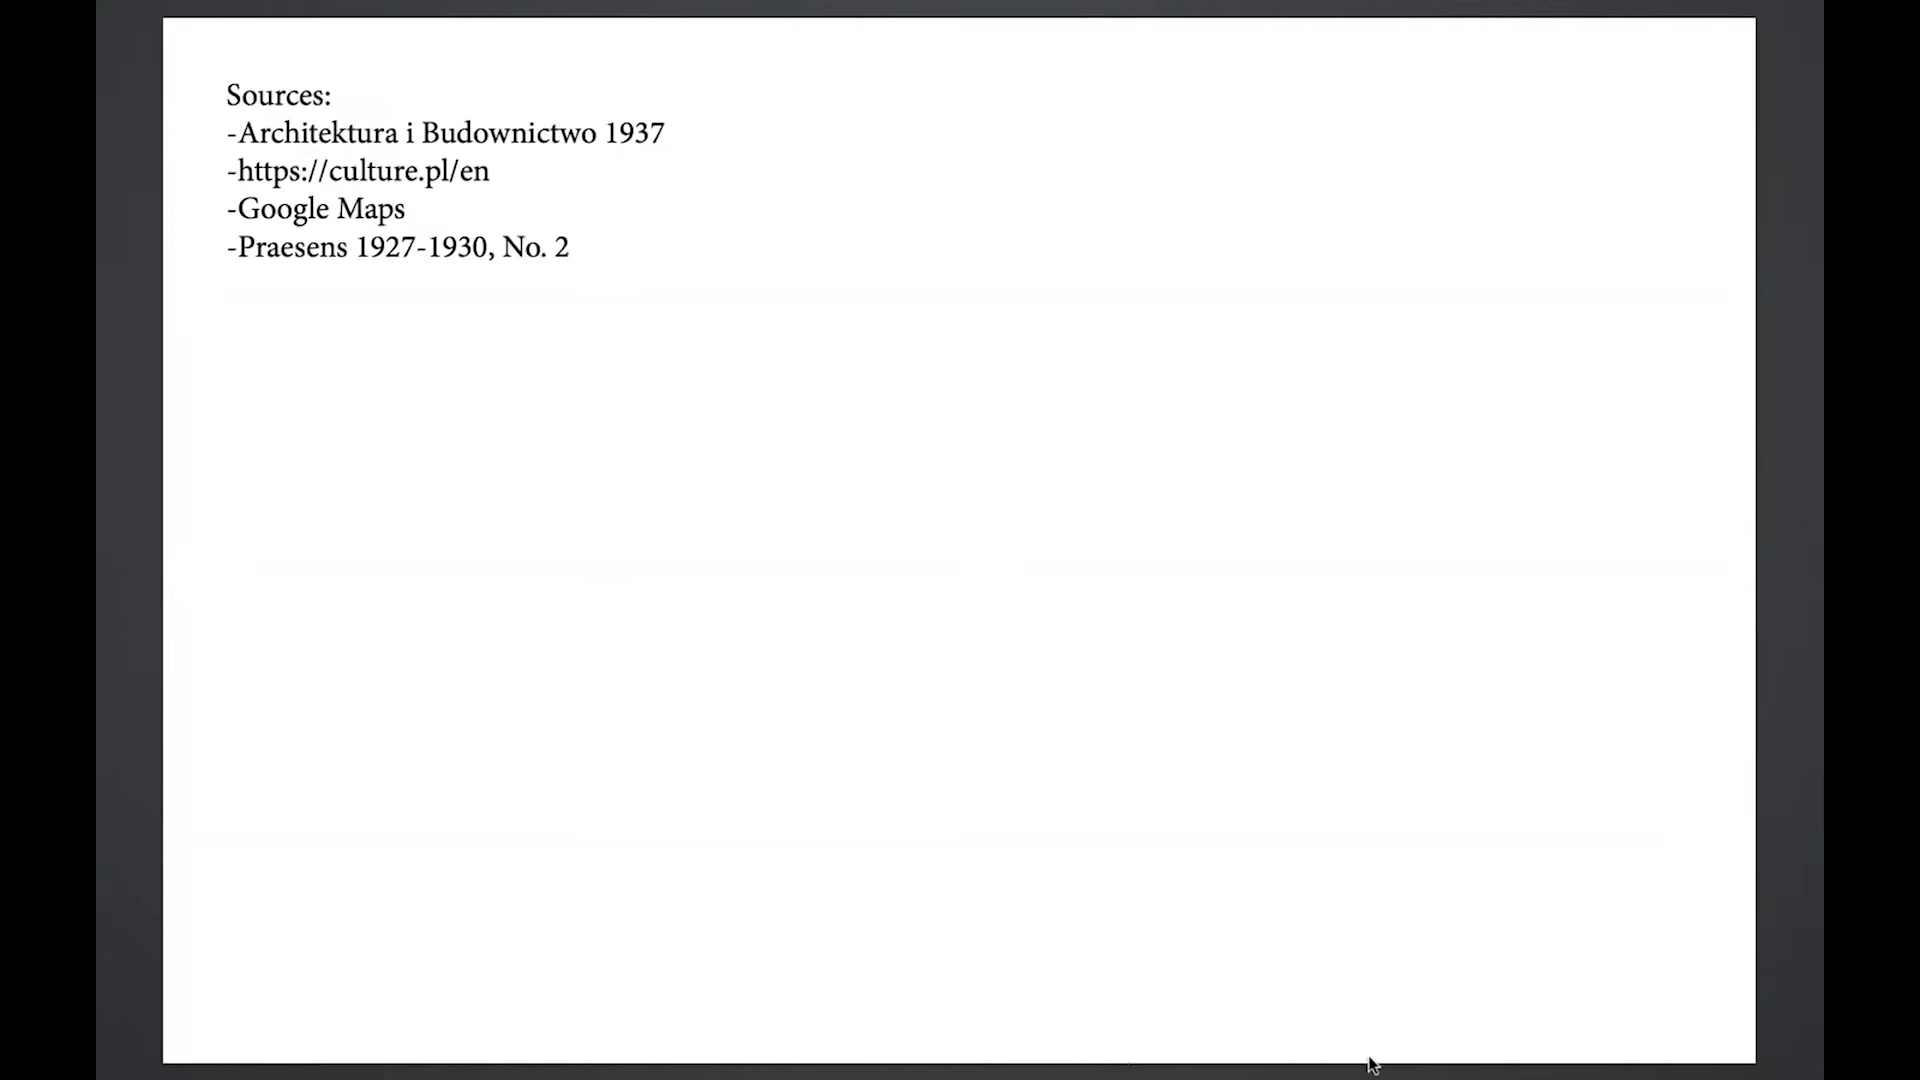 Sources:
-Architektura i Budownictwo 1937
-https://culture.pl/en
-Google Maps
-Praesens 1927-1930, No. 2